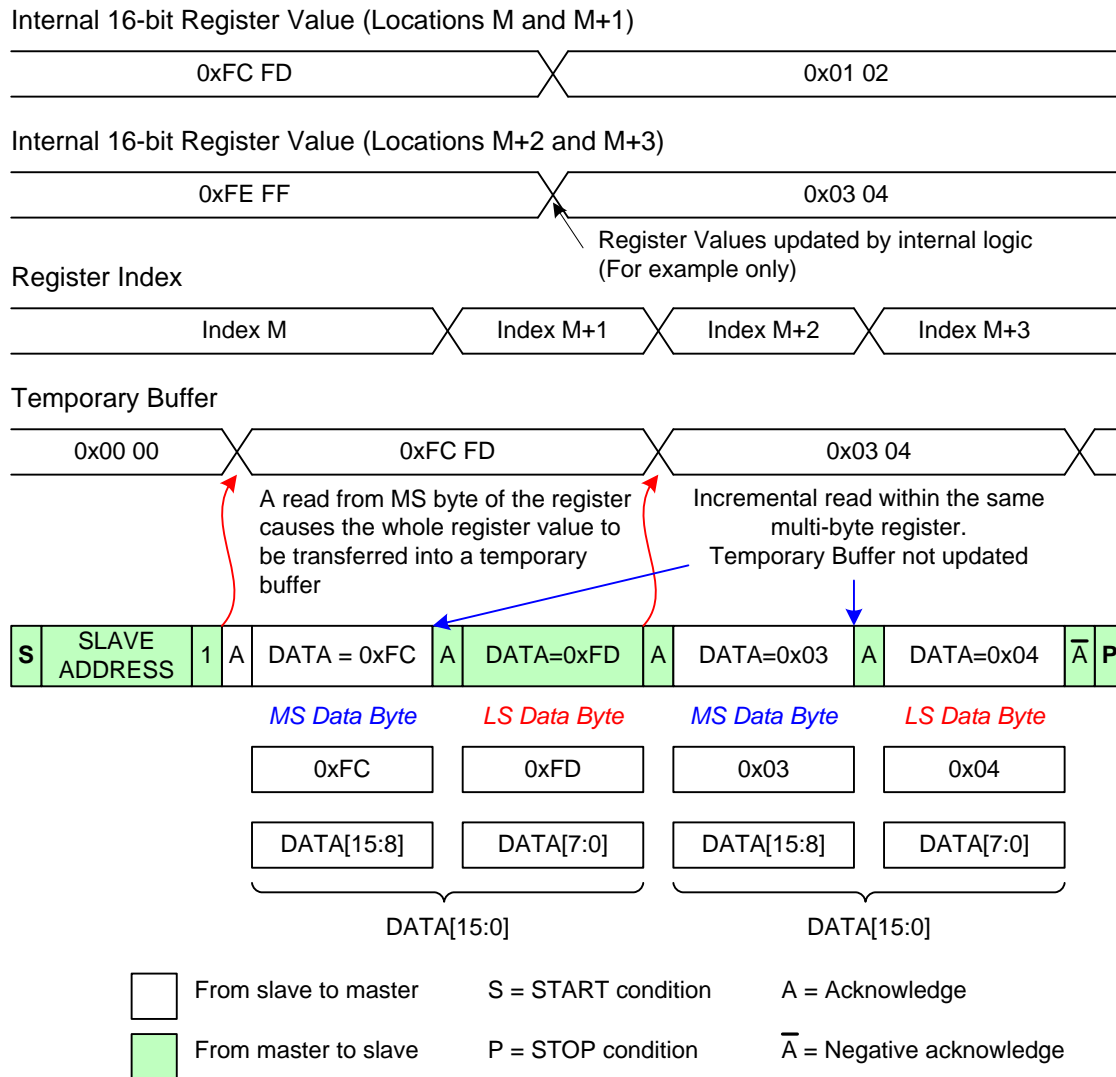 Internal 16-bit Register Value (Locations M and M+1)
0xFC FD
0x01 02
Internal 16-bit Register Value (Locations M+2 and M+3)
0xFE FF
0x03 04
Register Values updated by internal logic
(For example only)
Register Index
Index M
Index M+1
Index M+2
Index M+3
Temporary Buffer
0x00 00
0xFC FD
0x03 04
A read from MS byte of the register
causes the whole register value to
be transferred into a temporary
buffer
Incremental read within the same
multi-byte register.
Temporary Buffer not updated
S
SLAVE
ADDRESS
1
A
DATA = 0xFC
A
DATA=0xFD
A
DATA=0x03
A
DATA=0x04
A̅
P
MS Data Byte
LS Data Byte
MS Data Byte
LS Data Byte
0xFC
0xFD
0x03
0x04
DATA[15:8]
DATA[7:0]
DATA[15:8]
DATA[7:0]
DATA[15:0]
DATA[15:0]
From slave to master
S = START condition
A = Acknowledge
From master to slave
P = STOP condition
A̅ = Negative acknowledge